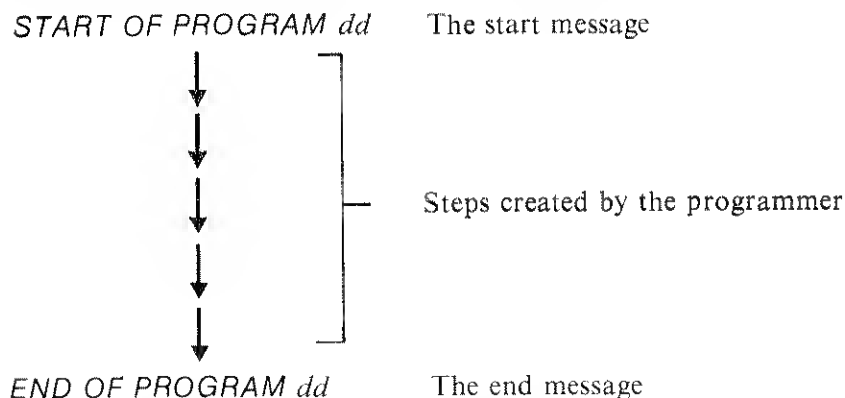 START OF PROGRAM dd The start message
Steps created by the programmer
END OF PROGRAM dd The end message